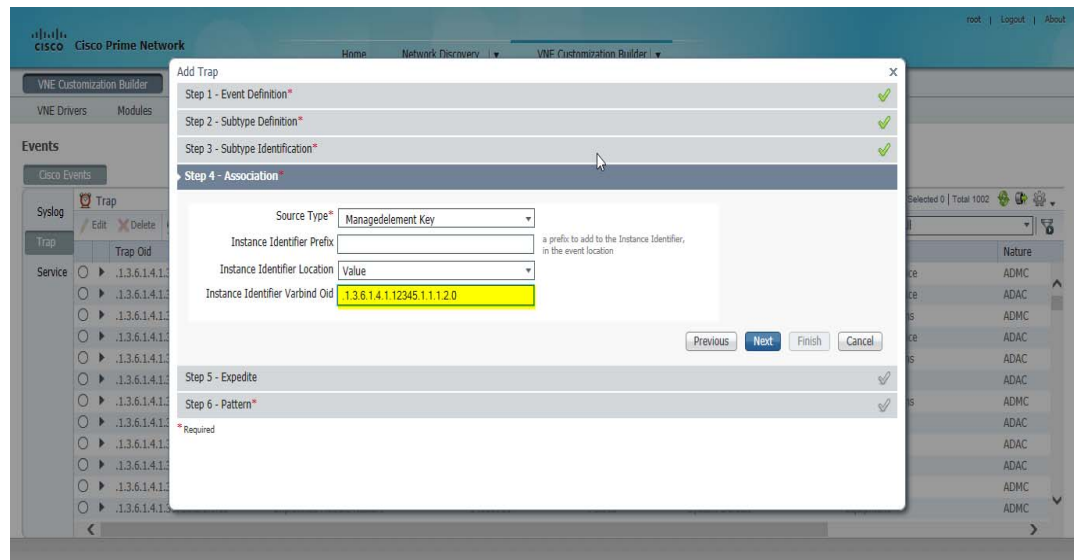 root | Logout | About
cisco Cisco Prime Network
Home Network Discovery VNE Customization Builder
VNE Customization Builder
VNE Drivers Modules
Events
Cisco Events
Add Trap X
Step 1 - Event Definition*
Step 2 - Subtype Definition*
Step 3 - Subtype Identification*
Step 4 - Association*
Source Type* Managedelement Key
Instance Identifier Prefix a prefix to add to the Instance Identifier,
in the event location
Instance Identifier Location Value
Instance Identifier Varbind Oid .1.3.6.1.4.1.12345.1.1.1.2.0
Previous Next Finish Cancel
Step 5 - Expedite
Step 6 - Pattern*
*Required
Syslog
Trap
Service
Trap
Selected 0 | Total 1002
Edit Delete
Trap Oid Nature
.1.3.6.1.4.1.3 ADMC
.1.3.6.1.4.1.3 ADAC
.1.3.6.1.4.1.3 ADMC
.1.3.6.1.4.1.3 ADAC
.1.3.6.1.4.1.3 ADAC
.1.3.6.1.4.1.3 ADAC
.1.3.6.1.4.1.3 ADMC
.1.3.6.1.4.1.3 ADAC
.1.3.6.1.4.1.3 ADAC
.1.3.6.1.4.1.3 ADAC
.1.3.6.1.4.1.3 ADMC
ADMC